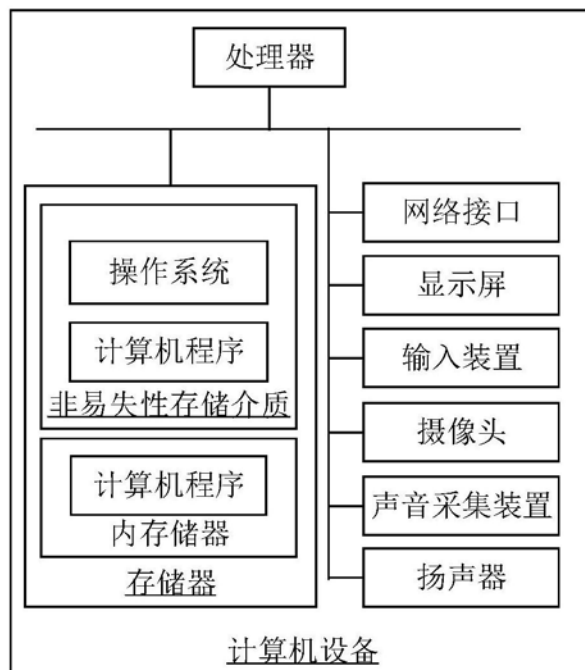 处理器
操作系统
计算机程序
非易失性存储介质
计算机程序
内存储器
存储器
网络接口
显示屏
输入装置
摄像头
声音采集装置
扬声器
计算机设备